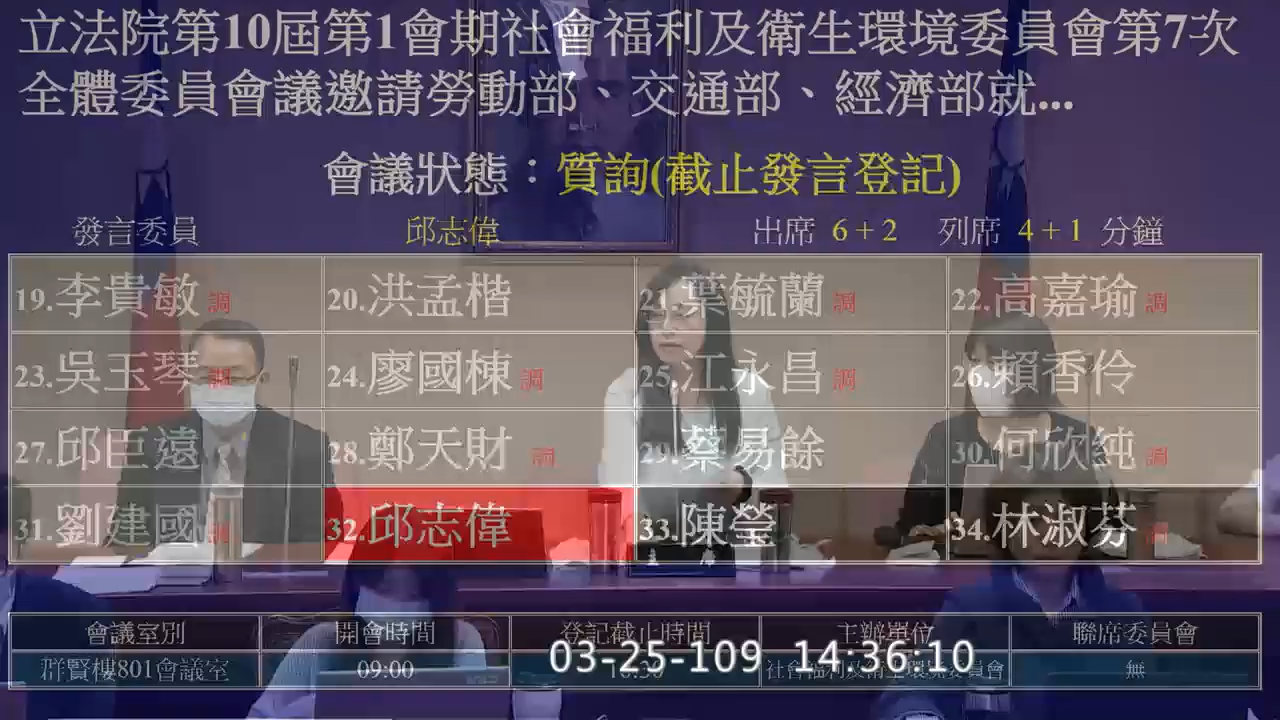 立法院第10屆第1會期社會福利及衛生環境委員會第7次
全體委員會議邀請勞動部、交通部、經濟部就...
會議狀態：質詢(截止發言登記)
發言委員 邱志偉 出席 6+2 列席 4+1 分鐘
19.李貴敏 調 20.洪孟楷 21.葉毓蘭 調 22.高嘉瑜 調
23.吳玉琴 調 24.廖國棟 調 25.江永昌 調 26.賴香伶
27.邱臣遠 28.鄭天財 調 29.蔡易餘 30.何欣純 調
31.劉建國 調 32.邱志偉 33.陳瑩 34.林淑芬 調
會議室別 開會時間 登記截止時間 主辦單位 聯席委員會
群賢樓801會議室 09:00 10:30 社會福利及衛生環境委員會 無
03-25-109 14:36:10